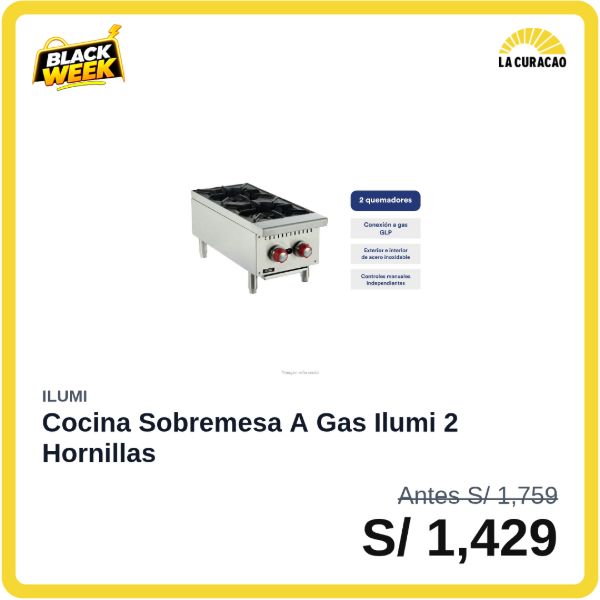 BLACK
WEEK
LA CURACAO
2 quemadores
Conexión a gas
GLP
Exterior e interior
de acero inoxidable
Controles manuales
independientes
ILUMI
Cocina Sobremesa A Gas Ilumi 2
Hornillas
Antes S/ 1,759
S/ 1,429